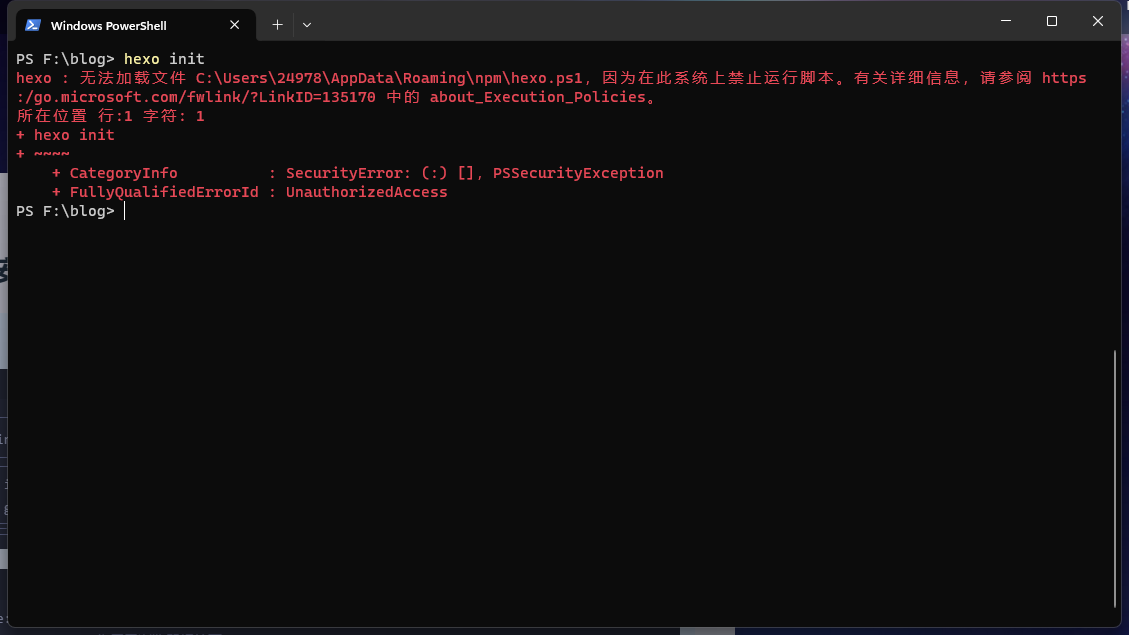 Windows PowerShell
PS F:\blog> hexo init
hexo : 无法加载文件 C:\Users\24978\AppData\Roaming\npm\hexo.ps1，因为在此系统上禁止运行脚本。有关详细信息，请参阅 https
:/go.microsoft.com/fwlink/?LinkID=135170 中的 about_Execution_Policies。
所在位置 行:1 字符: 1
+ hexo init
+ ~~~~
    + CategoryInfo          : SecurityError: (:) []，PSSecurityException
    + FullyQualifiedErrorId : UnauthorizedAccess
PS F:\blog>